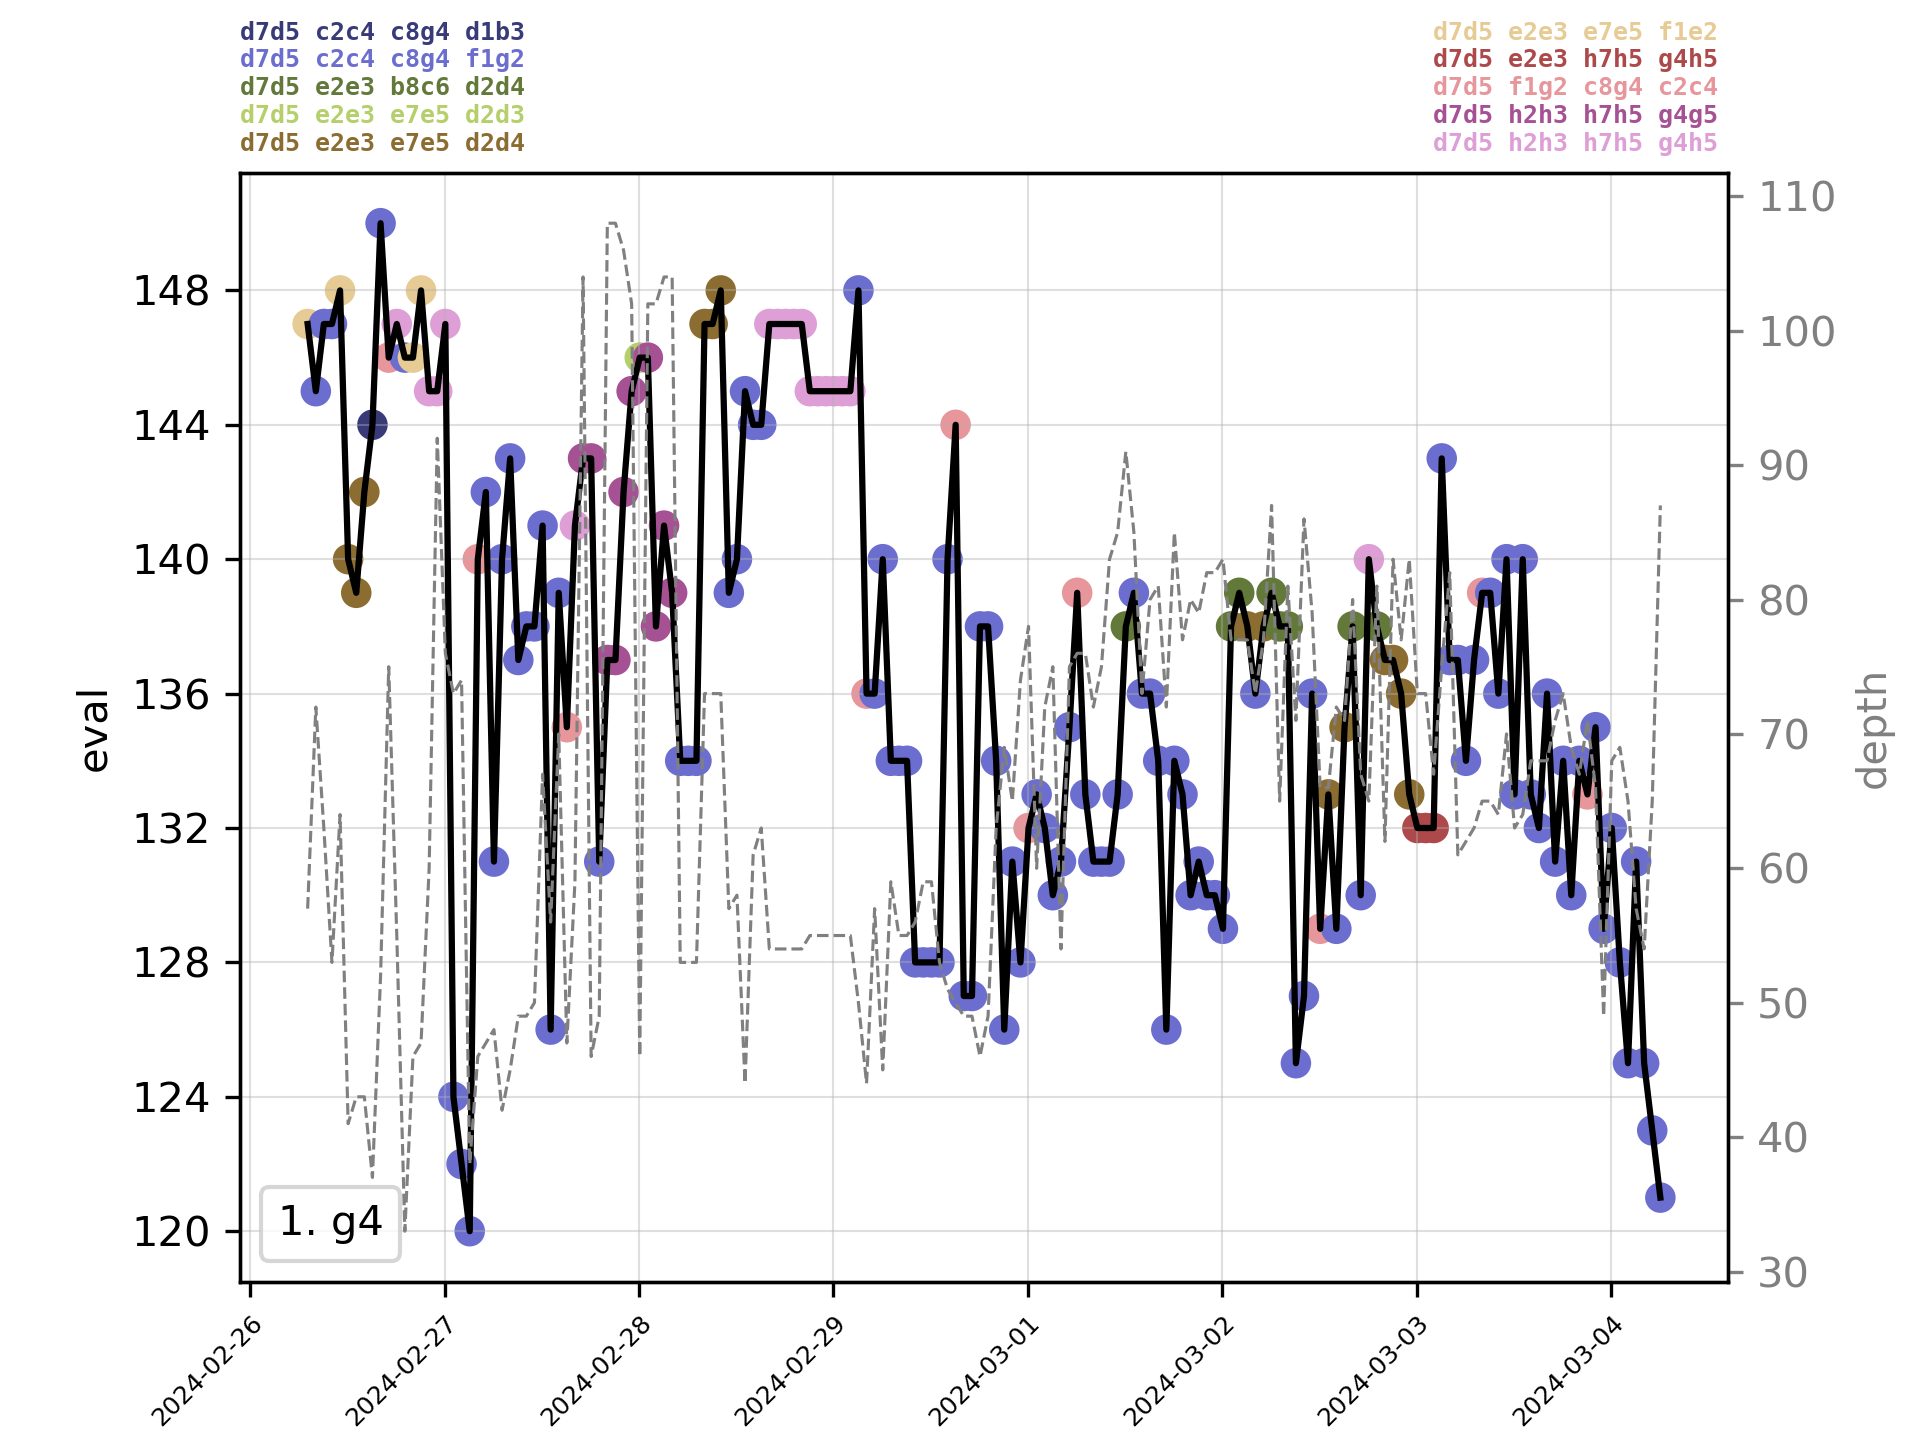 d7d5 c2c4 c8g4 d1b3
d7d5 c2c4 c8g4 f1g2
d7d5 e2e3 b8c6 d2d4
d7d5 e2e3 e7e5 d2d3
d7d5 e2e3 e7e5 d2d4
d7d5 e2e3 e7e5 f1e2
d7d5 e2e3 h7h5 g4h5
d7d5 f1g2 c8g4 c2c4
d7d5 h2h3 h7h5 g4g5
d7d5 h2h3 h7h5 g4h5
eval
148
144
140
136
132
128
124
120
110
100
90
80
70
60
50
40
30
depth
1. g4
2024-02-26
2024-02-27
2024-02-28
2024-02-29
2024-03-01
2024-03-02
2024-03-03
2024-03-04